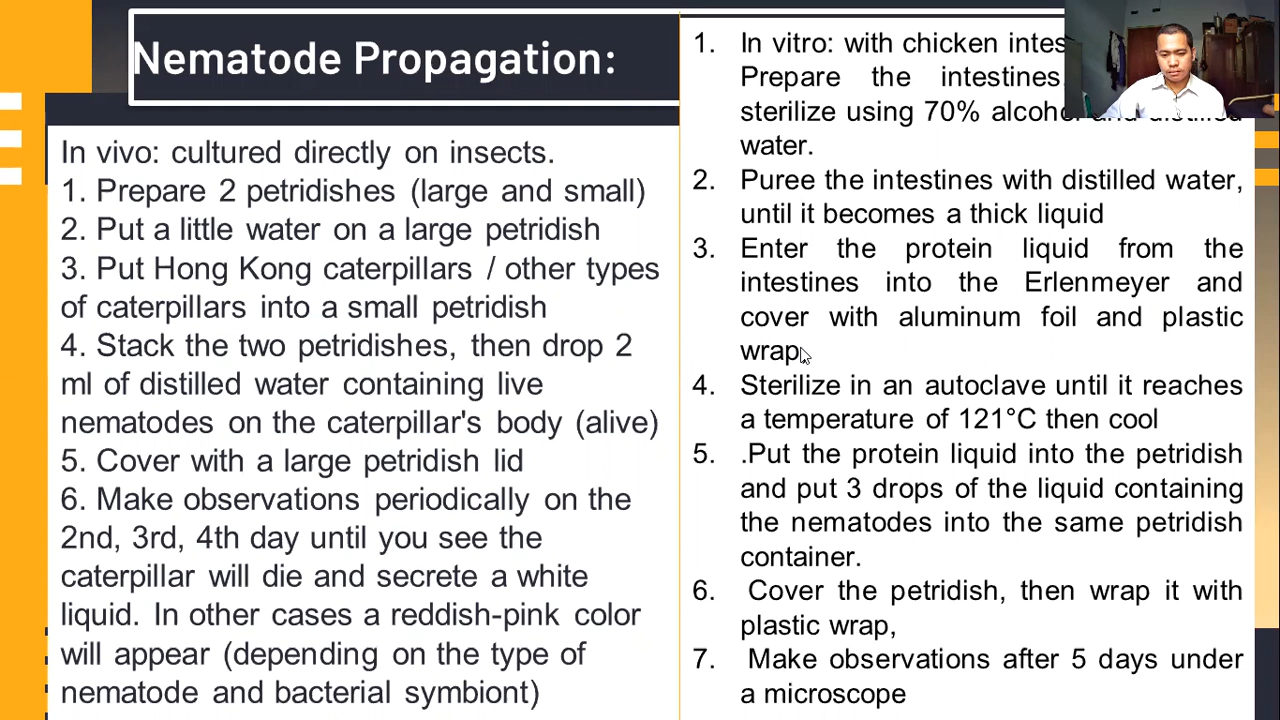 Nematode Propagation:
In vivo: cultured directly on insects.
1. Prepare 2 petridishes (large and small)
2. Put a little water on a large petridish
3. Put Hong Kong caterpillars / other types
of caterpillars into a small petridish
4. Stack the two petridishes, then drop 2
ml of distilled water containing live
nematodes on the caterpillar's body (alive)
5. Cover with a large petridish lid
6. Make observations periodically on the
2nd, 3rd, 4th day until you see the
caterpillar will die and secrete a white
liquid. In other cases a reddish-pink color
will appear (depending on the type of
nematode and bacterial symbiont)
1. In vitro: with chicken
Prepare the intestines.
sterilize using 70% alcohol and distilled
water.
2. Puree the intestines with distilled water,
until it becomes a thick liquid
3. Enter the protein liquid from the
intestines into the Erlenmeyer and
cover with aluminum foil and plastic
wrap
4. Sterilize in an autoclave until it reaches
a temperature of 121°C then cool
5. .Put the protein liquid into the petridish
and put 3 drops of the liquid containing
the nematodes into the same petridish
container.
6. Cover the petridish, then wrap it with
plastic wrap,
7. Make observations after 5 days under
a microscope